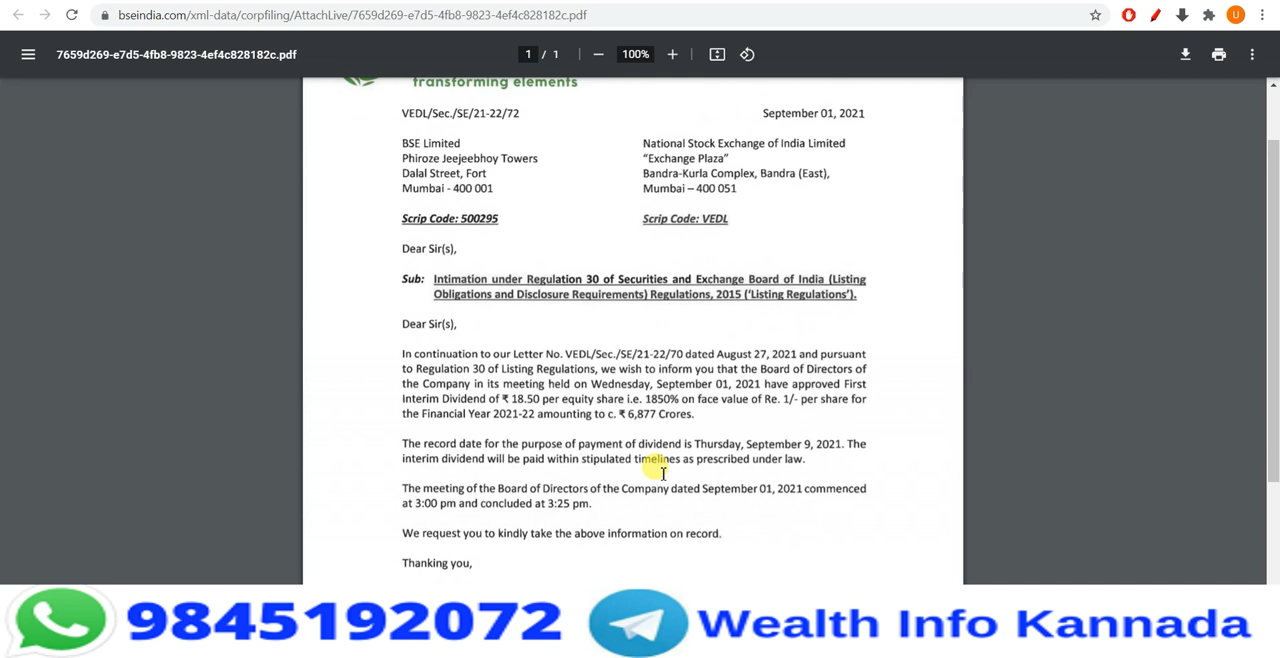 bseindia.com/xml-data/corpfiling/AttachLive/7659d269-e7d5-4fb8-9823-4ef4c828182c.pdf
U
7659d269-e7d5-4fb8-9823-4ef4c828182c.pdf
1 / 1
100%
transforming elements
VEDL/Sec./SE/21-22/72 September 01, 2021
BSE Limited National Stock Exchange of India Limited
Phiroze Jeejeebhoy Towers “Exchange Plaza”
Dalal Street, Fort Bandra-Kurla Complex, Bandra (East),
Mumbai - 400 001 Mumbai – 400 051
Scrip Code: 500295 Scrip Code: VEDL
Dear Sir(s),
Sub: Intimation under Regulation 30 of Securities and Exchange Board of India (Listing
Obligations and Disclosure Requirements) Regulations, 2015 (‘Listing Regulations’).
Dear Sir(s),
In continuation to our Letter No. VEDL/Sec./SE/21-22/70 dated August 27, 2021 and pursuant
to Regulation 30 of Listing Regulations, we wish to inform you that the Board of Directors of
the Company in its meeting held on Wednesday, September 01, 2021 have approved First
Interim Dividend of ₹ 18.50 per equity share i.e. 1850% on face value of Re. 1/- per share for
the Financial Year 2021-22 amounting to c. ₹ 6,877 Crores.
The record date for the purpose of payment of dividend is Thursday, September 9, 2021. The
interim dividend will be paid within stipulated timelines as prescribed under law.
The meeting of the Board of Directors of the Company dated September 01, 2021 commenced
at 3:00 pm and concluded at 3:25 pm.
We request you to kindly take the above information on record.
Thanking you,
9845192072 Wealth Info Kannada